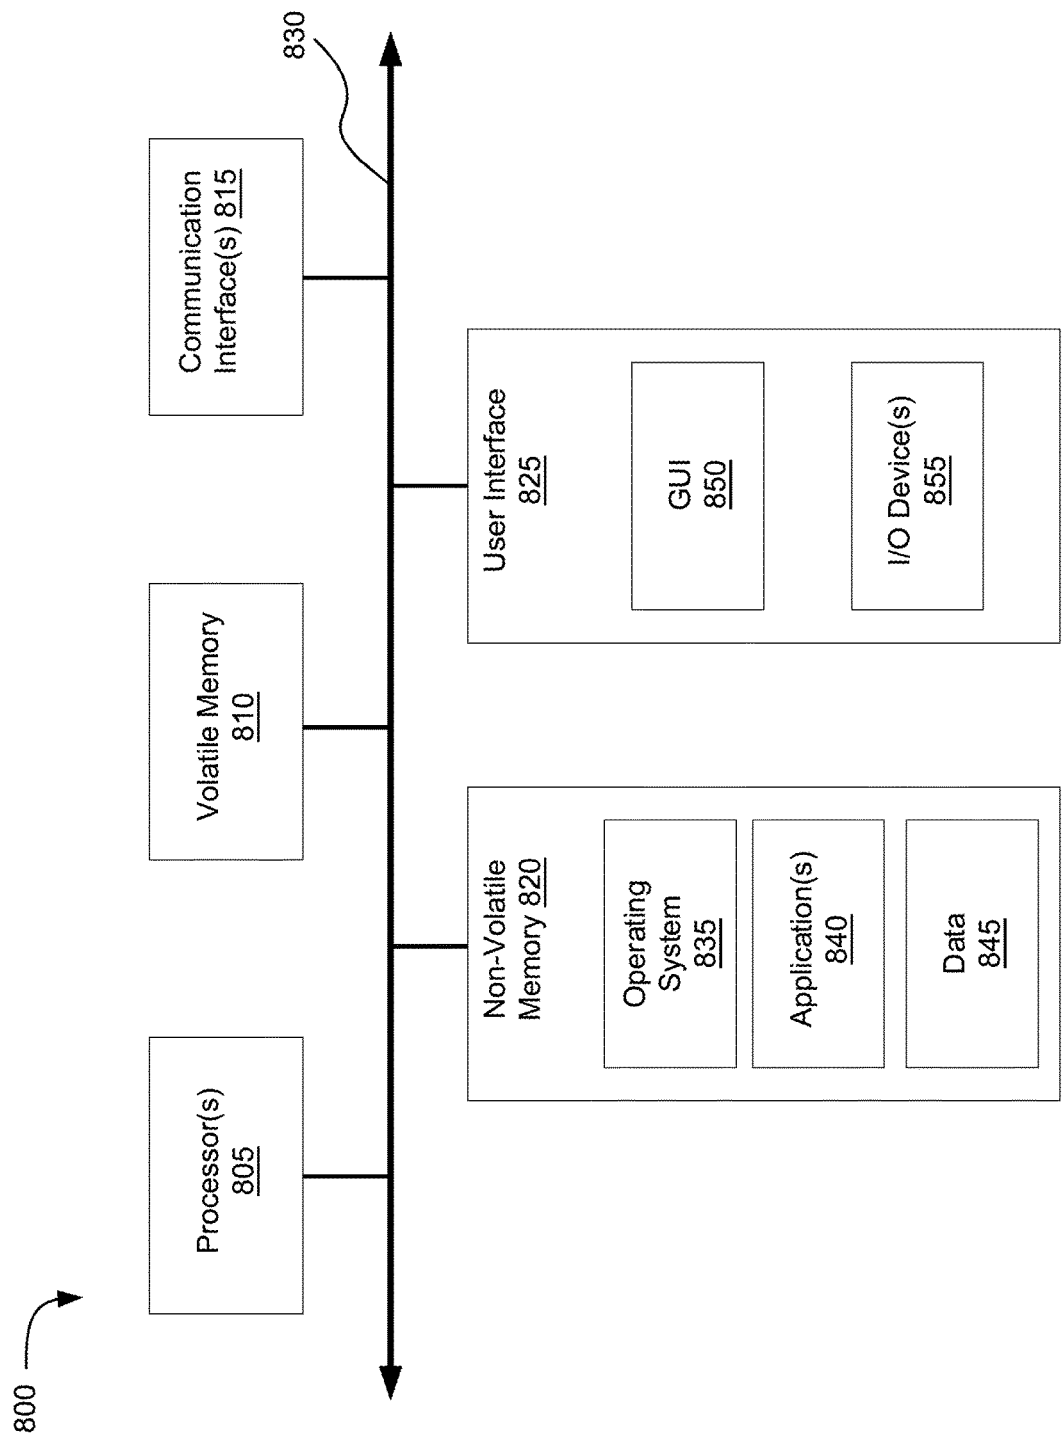 800
Processor(s)
805
Volatile Memory
810
Communication
Interface(s) 815
830
Non-Volatile
Memory 820
Operating
System
835
Application(s)
840
Data
845
User Interface
825
GUI
850
I/O Device(s)
855